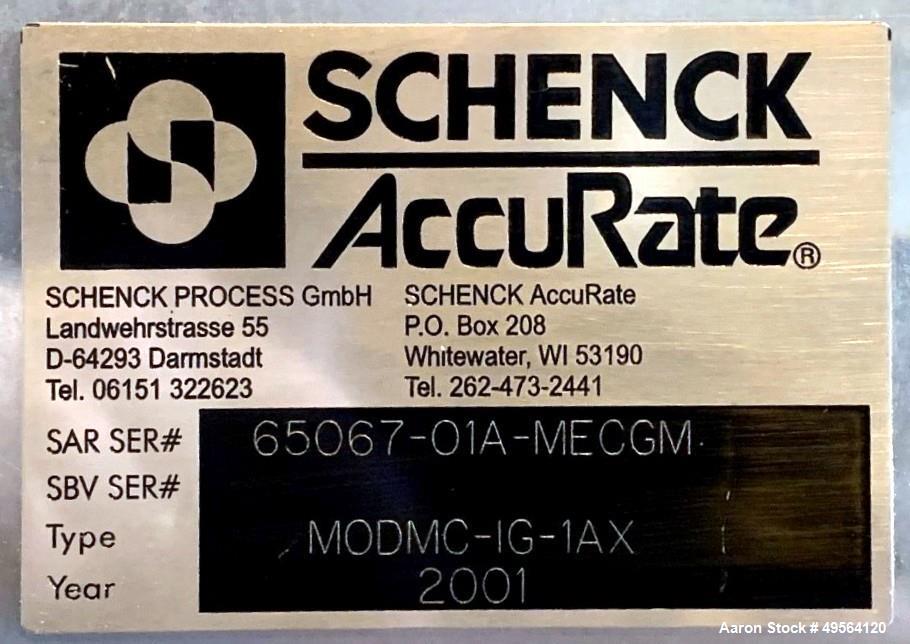 SCHENCK
AccuRate®
SCHENCK PROCESS GmbH
Landwehrstrasse 55
D-64293 Darmstadt
Tel. 06151 322623
SCHENCK AccuRate
P.O. Box 208
Whitewater, WI 53190
Tel. 262-473-2441
SAR SER# 65067-01A-MECGM
SBV SER#
Type MODMC-IG-1AX
Year 2001
Aaron Stock # 49564120